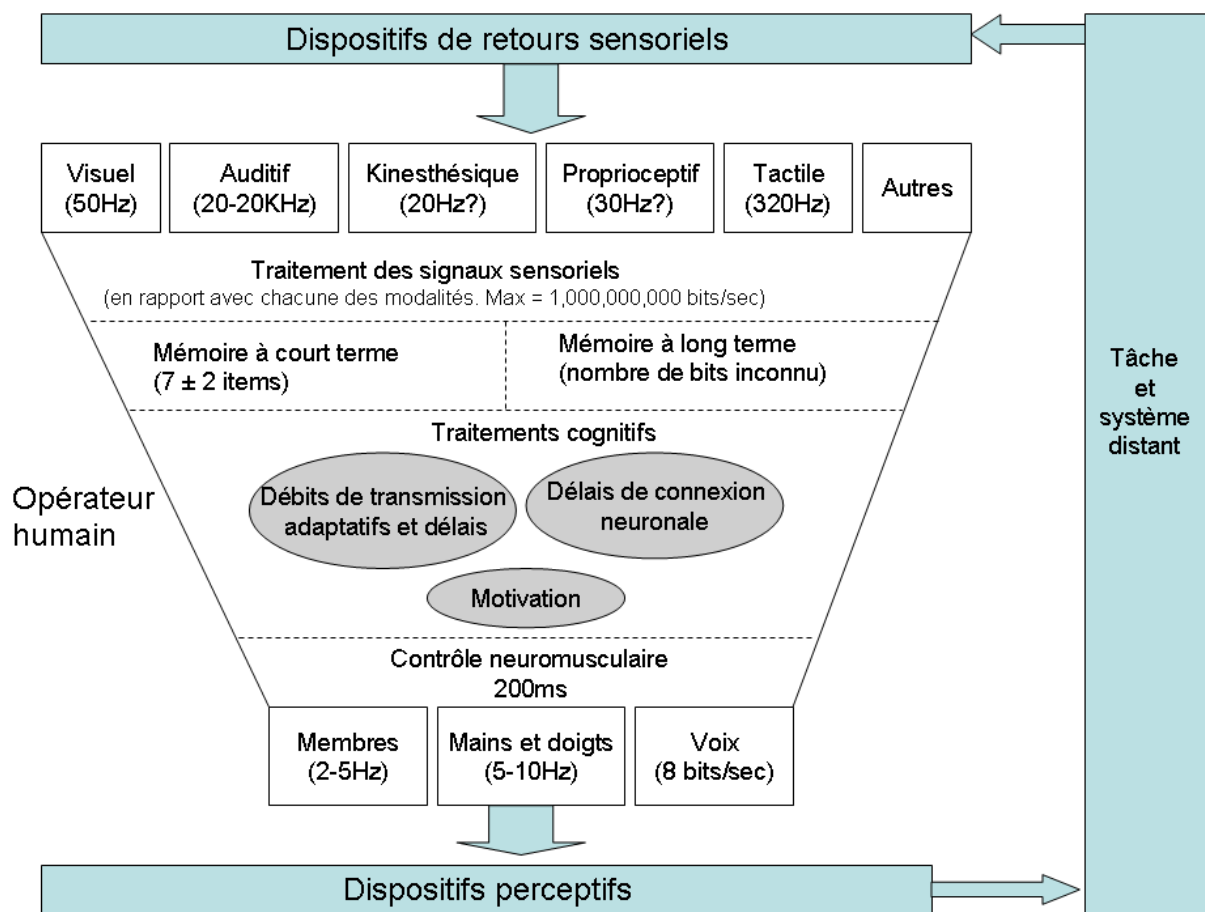 Dispositifs de retours sensoriels
Visuel
(50Hz)
Auditif
(20-20KHz)
Kinesthésique
(20Hz?)
Proprioceptif
(30Hz?)
Tactile
(320Hz)
Autres
Traitement des signaux sensoriels
(en rapport avec chacune des modalités. Max = 1,000,000,000 bits/sec)
Mémoire à court terme
(7 ± 2 items)
Mémoire à long terme
(nombre de bits inconnu)
Traitements cognitifs
Débits de transmission
adaptatifs et délais
Délais de connexion
neuronale
Motivation
Opérateur
humain
Contrôle neuromusculaire
200ms
Membres
(2-5Hz)
Mains et doigts
(5-10Hz)
Voix
(8 bits/sec)
Dispositifs perceptifs
Tâche
et
système
distant